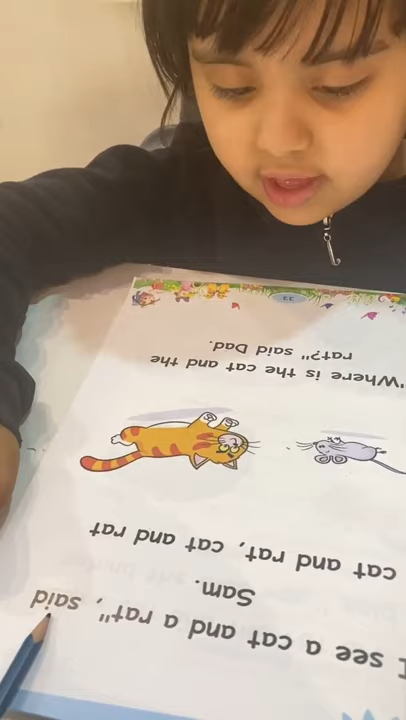 I see a cat and a rat", said
Sam.
cat and rat, cat and rat
"Where is the cat and the
rat?" said Dad.
33